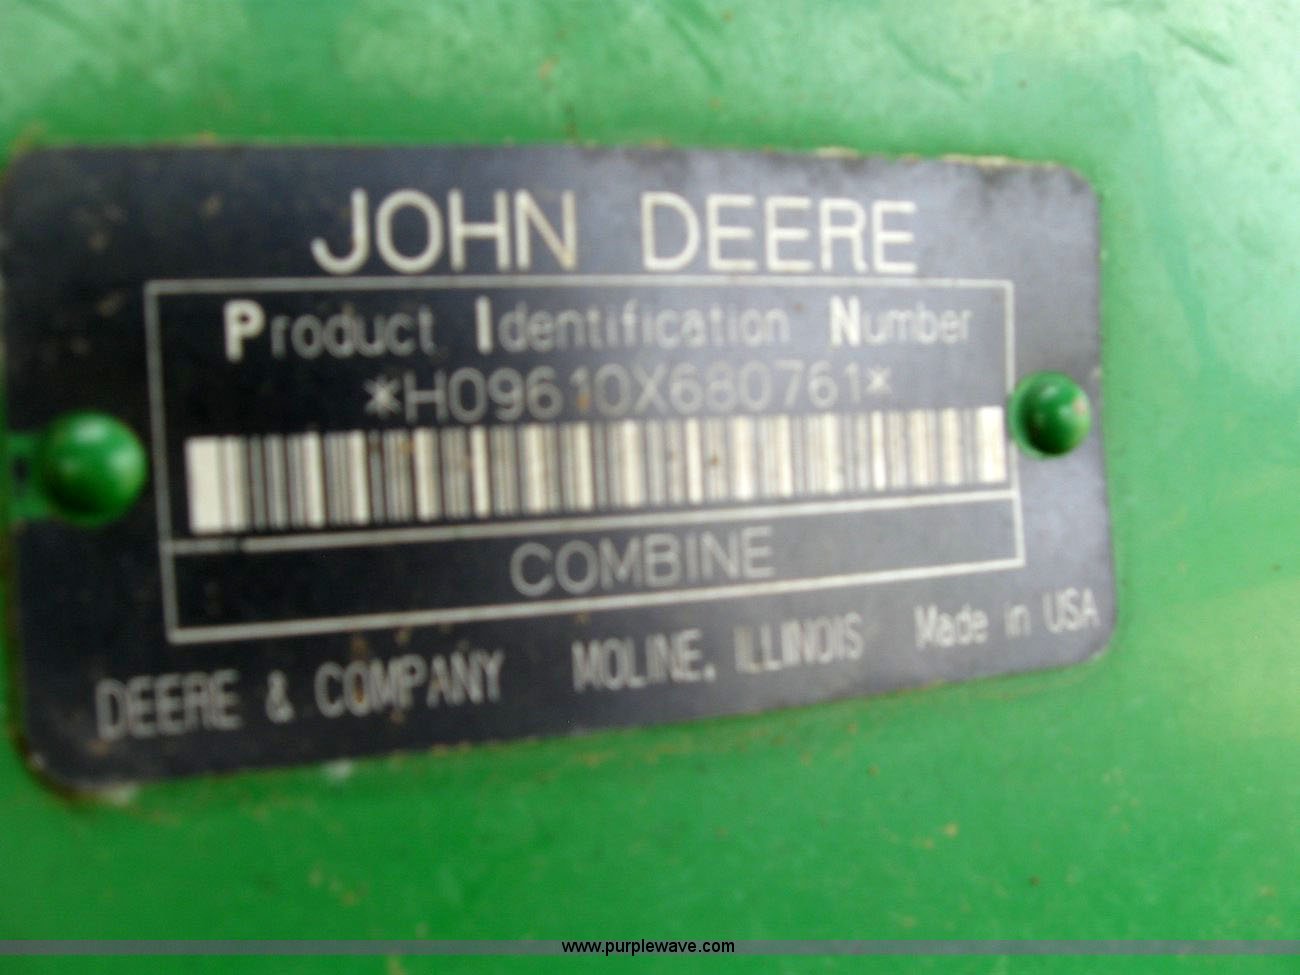 JOHN DEERE
Product Identification Number
*H09610X680761*
COMBINE
DEERE & COMPANY MOLINE, ILLINOIS Made in USA
www.purplewave.com